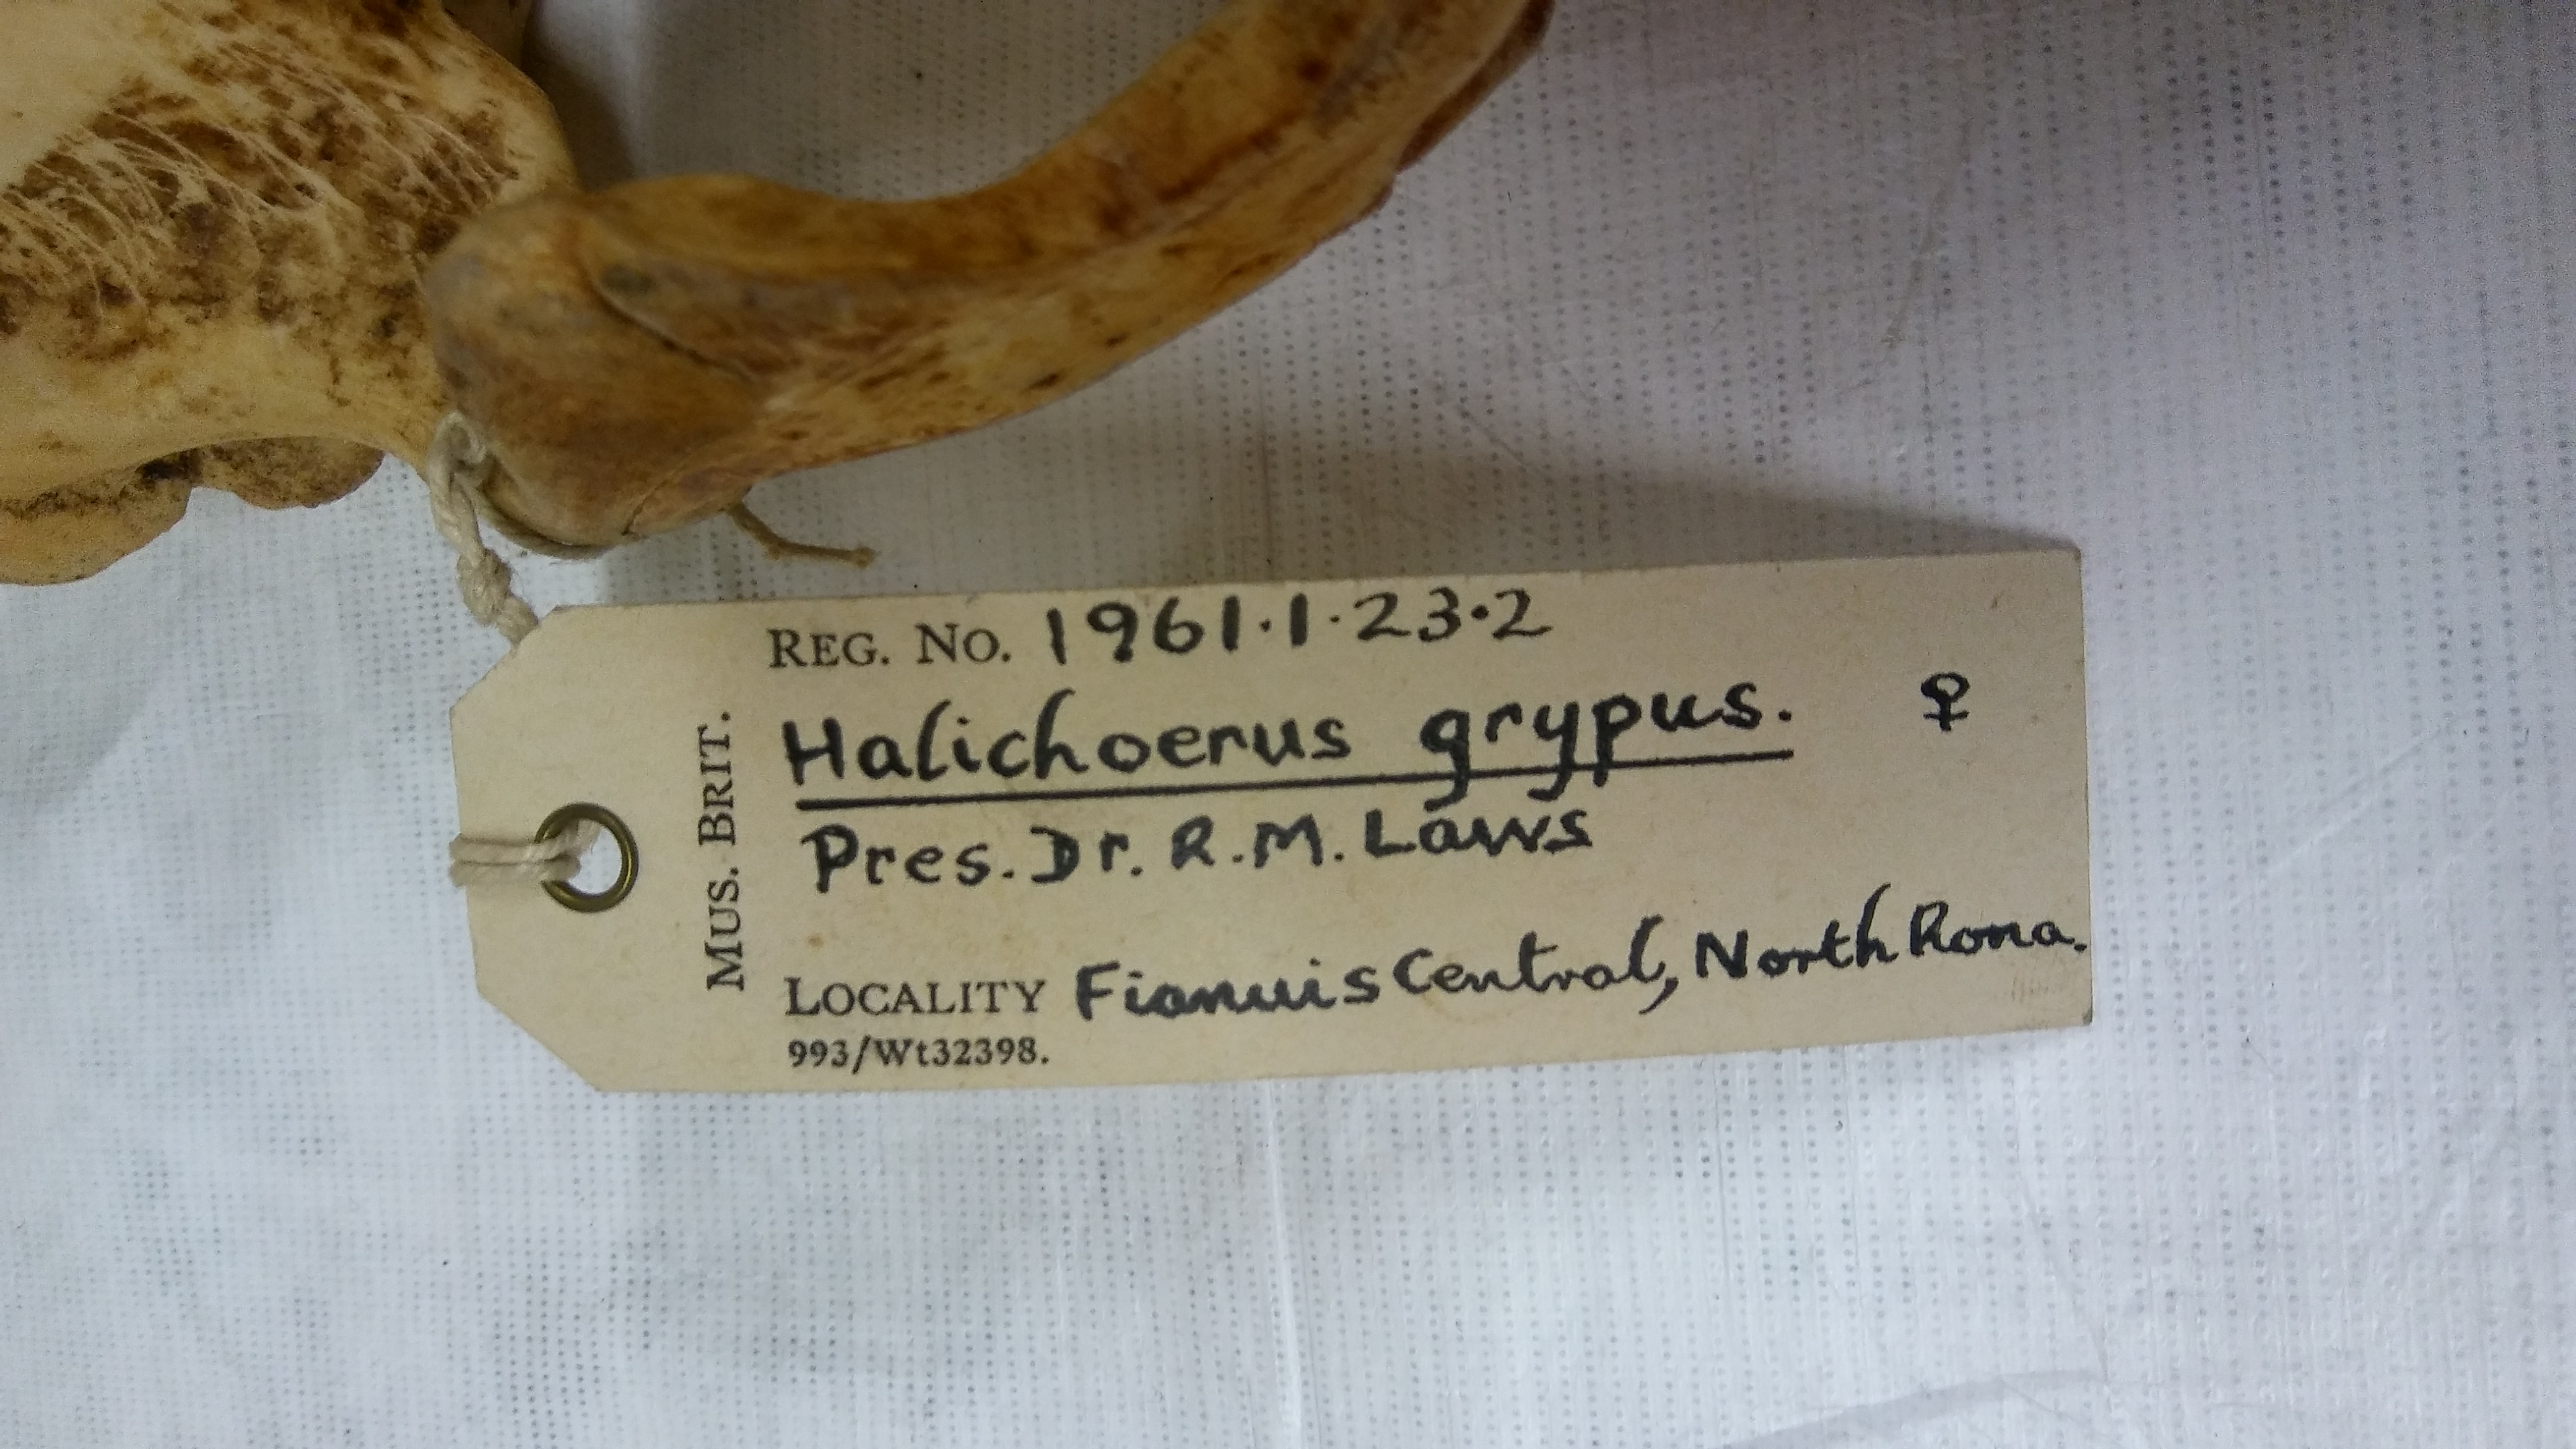 MUS. BRIT.
REG. No. 1961.1.23.2
Halichoerus grypus. ♀
Pres. Dr. R.M. Laws
LOCALITY Fianuis Central, North Rona.
993/Wt32398.